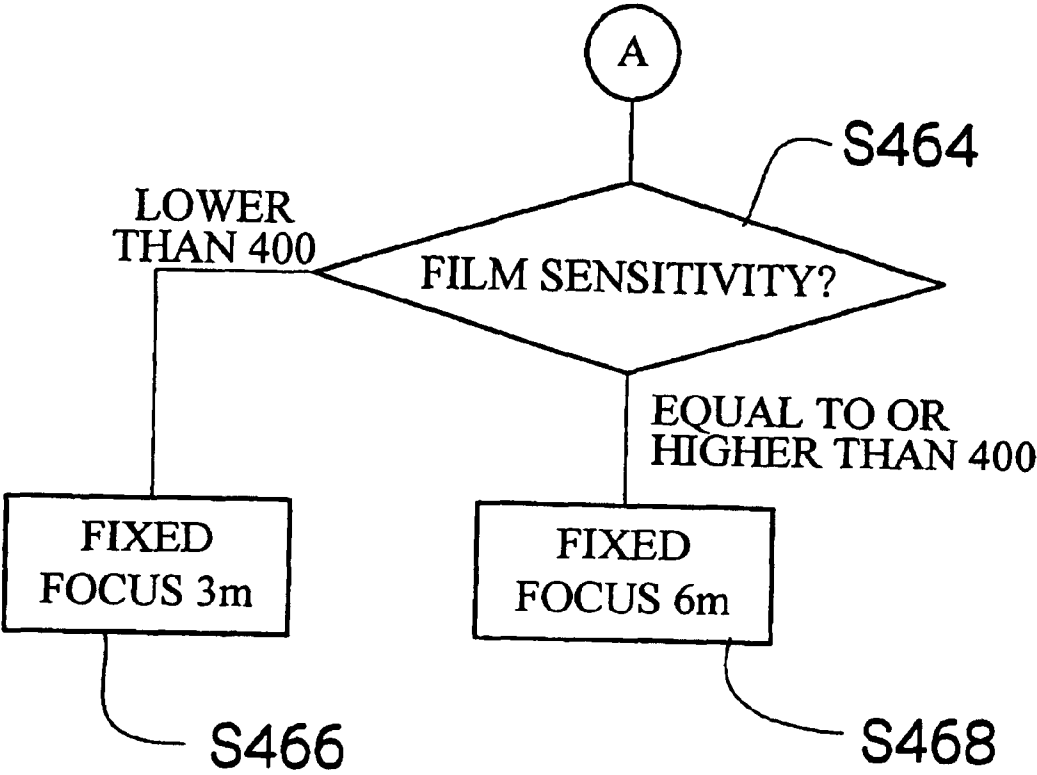 A
S464
LOWER
THAN 400
FILM SENSITIVITY?
EQUAL TO OR
HIGHER THAN 400
FIXED
FOCUS 3m
FIXED
FOCUS 6m
S466
S468